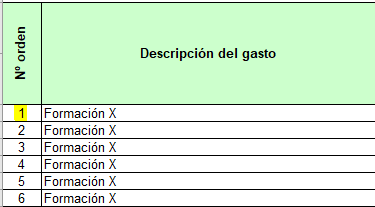 Nº orden
Descripción del gasto
1 Formación X
2 Formación X
3 Formación X
4 Formación X
5 Formación X
6 Formación X